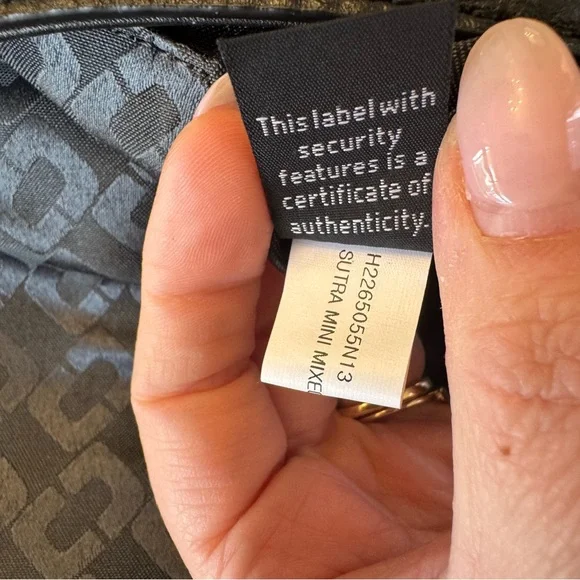 This label with
security
features is a
certificate of
authenticity.
H2265055N13
SUTRA MINI MIXED